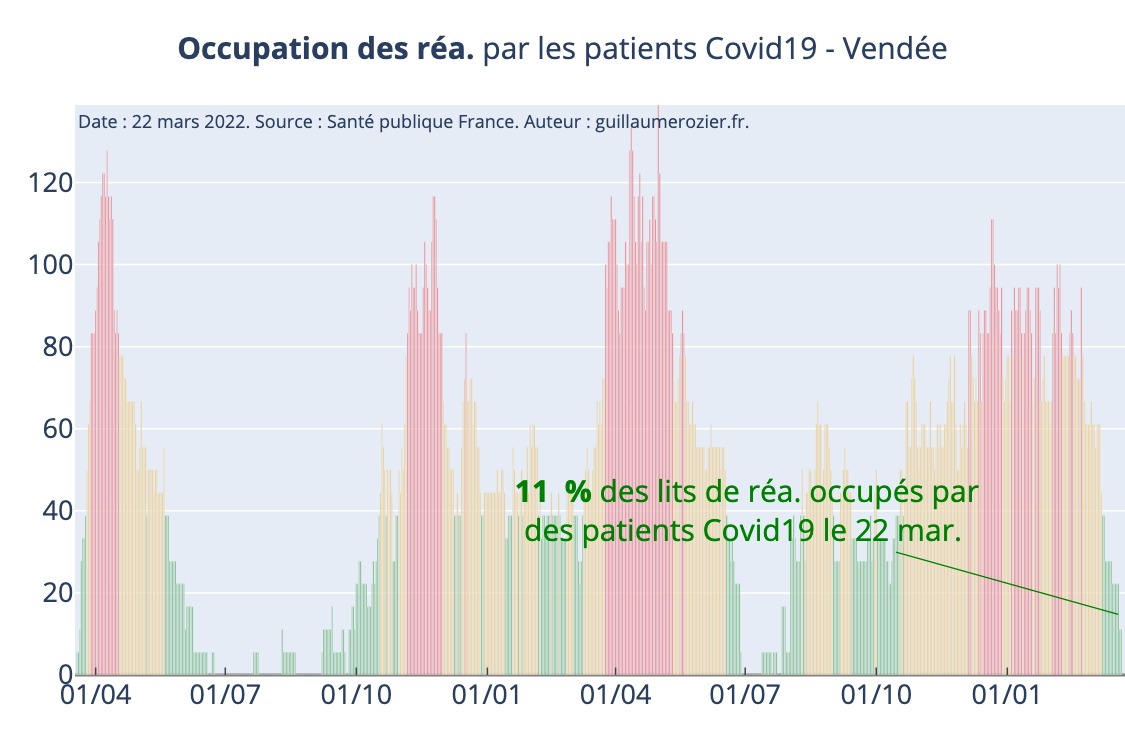 Occupation des réa. par les patients Covid19 - Vendée
Date : 22 mars 2022. Source : Santé publique France. Auteur : guillaumerozier.fr.
120
100
80
60
40
20
0
11 % des lits de réa. occupés par
des patients Covid19 le 22 mar.
01/04 01/07 01/10 01/01 01/04 01/07 01/10 01/01